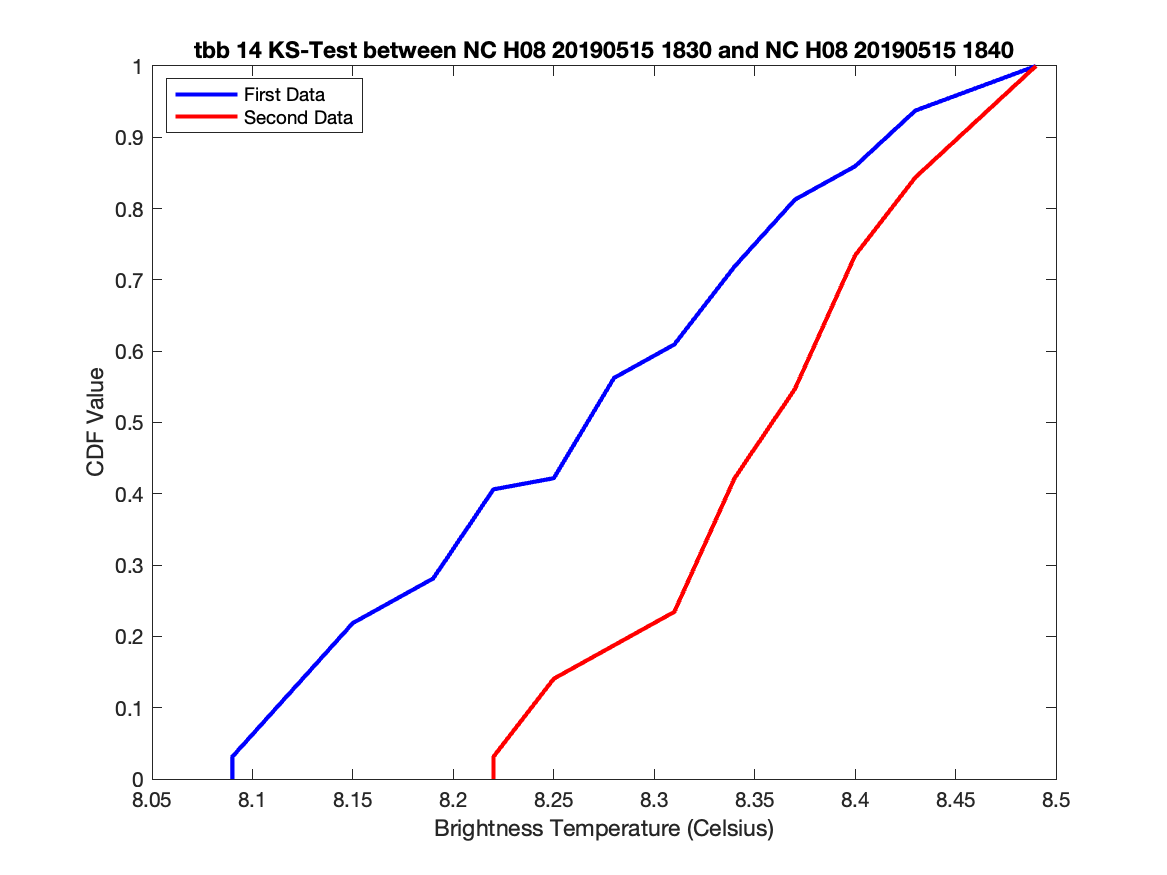 tbb 14 KS-Test between NC H08 20190515 1830 and NC H08 20190515 1840
First Data
Second Data
CDF Value
1
0.9
0.8
0.7
0.6
0.5
0.4
0.3
0.2
0.1
0
8.05 8.1 8.15 8.2 8.25 8.3 8.35 8.4 8.45 8.5
Brightness Temperature (Celsius)